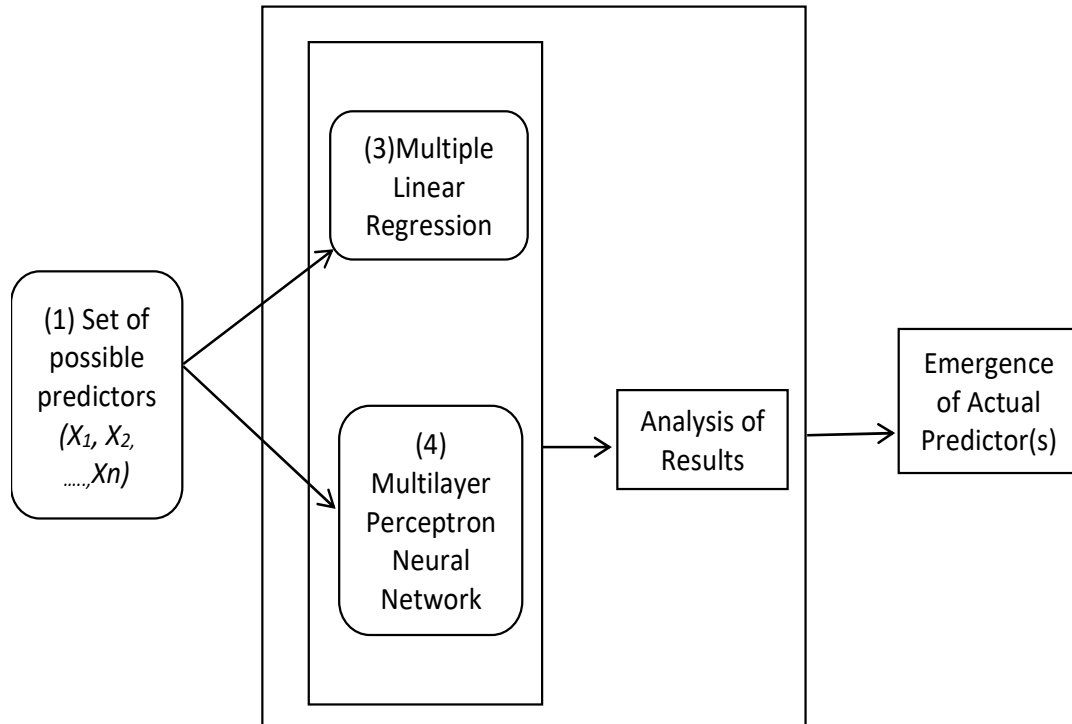 (1) Set of
possible
predictors
(X1, X2,
.....,Xn)
(3)Multiple
Linear
Regression
(4)
Multilayer
Perceptron
Neural
Network
Analysis of
Results
Emergence
of Actual
Predictor(s)